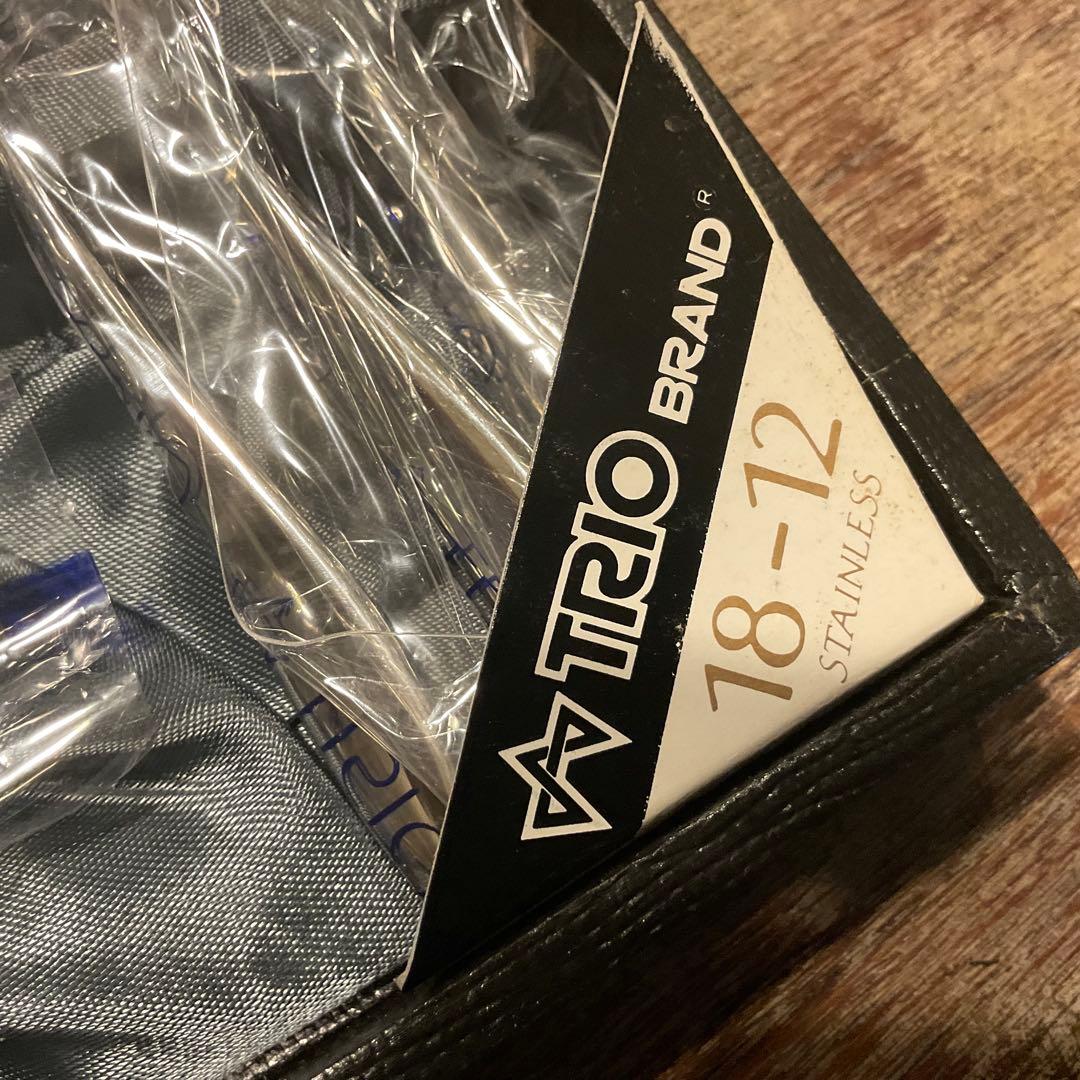 TRIO BRAND®
18-12
STAINLESS